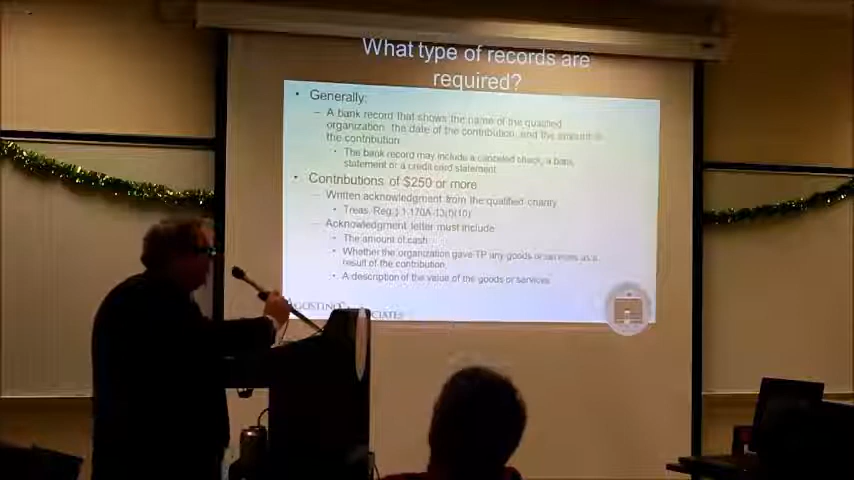 What type of records are
required?
• Generally:
– A bank record that shows the name of the qualified
organization, the date of the contribution, and the amount of
the contribution
• The bank record may include a canceled check, a bank
statement or a credit card statement
• Contributions of $250 or more
– Written acknowledgment from the qualified charity
• Treas. Reg.§ 1.170A-13(f)(10)
– Acknowledgment letter must include
• The amount of cash
• Whether the organization gave TP any goods or services as a
result of the contribution
• A description of the value of the goods or services
AGOSTINO
CIATES